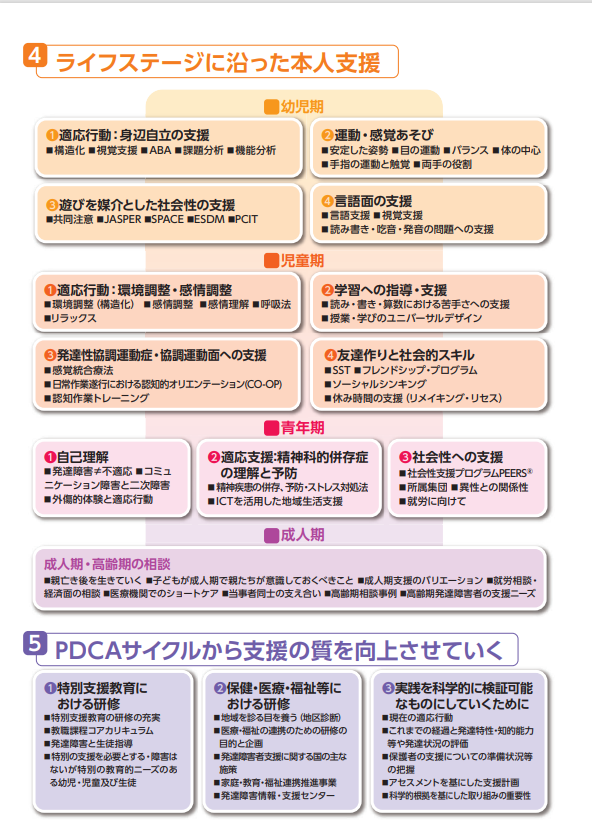 4 ライフステージに沿った本人支援
■幼児期
❶適応行動：身辺自立の支援
■構造化 ■視覚支援 ■ABA ■課題分析 ■機能分析
❷運動・感覚あそび
■安定した姿勢 ■目の運動 ■バランス ■体の中心
■手指の運動と触覚 ■両手の役割
❸遊びを媒介とした社会性の支援
■共同注意 ■JASPER ■SPACE ■ESDM ■PCIT
❹言語面の支援
■言語支援 ■視覚支援
■読み書き・吃音・発音の問題への支援
■児童期
❶適応行動：環境調整・感情調整
■環境調整（構造化） ■感情調整 ■感情理解 ■呼吸法
■リラックス
❷学習への指導・支援
■読み・書き・算数における苦手さへの支援
■授業・学びのユニバーサルデザイン
❸発達性協調運動症・協調運動面への支援
■感覚統合療法
■日常作業遂行における認知的オリエンテーション(CO-OP)
■認知作業トレーニング
❹友達作りと社会的スキル
■SST ■フレンドシップ・プログラム
■ソーシャルシンキング
■休み時間の支援（リメイキング・リセス）
■青年期
❶自己理解
■発達障害≠不適応 ■コミュ
ニケーション障害と二次障害
■外傷的体験と適応行動
❷適応支援：精神科的併存症
の理解と予防
■精神疾患の併存、予防・ストレス対処法
■ICTを活用した地域生活支援
❸社会性への支援
■社会性支援プログラムPEERS®
■所属集団 ■異性との関係性
■就労に向けて
■成人期
成人期・高齢期の相談
■親亡き後を生きていく ■子どもが成人期で親たちが意識しておくべきこと ■成人期支援のバリエーション ■就労相談・
経済面の相談 ■医療機関でのショートケア ■当事者同士の支え合い ■高齢期相談事例 ■高齢期発達障害者の支援ニーズ
5 PDCAサイクルから支援の質を向上させていく
❶特別支援教育に
おける研修
■特別支援教育の研修の充実
■教職課程コアカリキュラム
■発達障害と生徒指導
■特別の支援を必要とする・障害は
ないが特別の教育的ニーズのあ
る幼児・児童及び生徒
❷保健・医療・福祉等に
おける研修
■地域を診る目を養う（地区診断）
■医療・福祉の連携のための研修の
目的と企画
■発達障害者支援に関する国の主な
施策
■家庭・教育・福祉連携推進事業
■発達障害情報・支援センター
❸実践を科学的に検証可能
なものにしていくために
■現在の適応行動
■これまでの経過と発達特性・知的能力
等や発達状況の評価
■保護者の支援についての準備状況等
の把握
■アセスメントを基にした支援計画
■科学的根拠を基にした取り組みの重要性